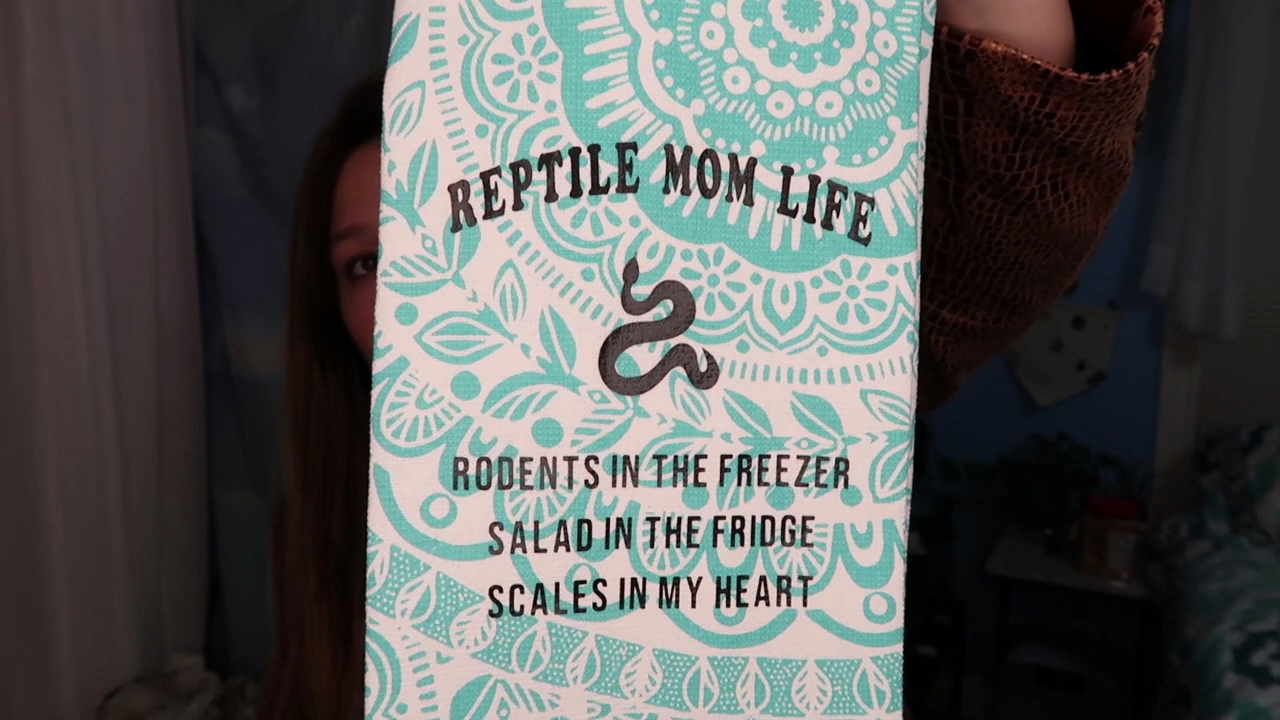 REPTILE MOM LIFE
RODENTS IN THE FREEZER
SALAD IN THE FRIDGE
SCALES IN MY HEART